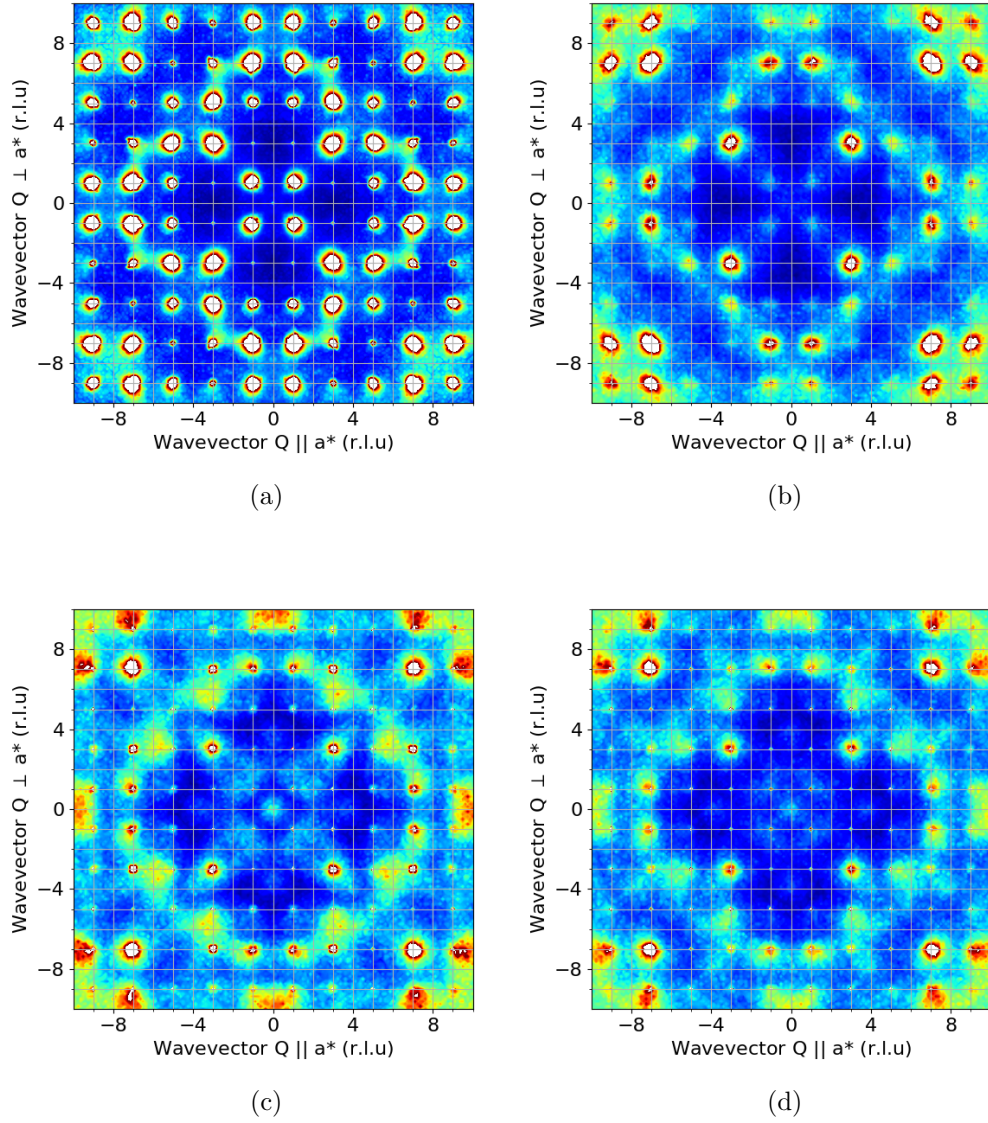 8
4
0
−4
−8
Wavevector Q ⊥ a* (r.l.u)
−8 −4 0 4 8
Wavevector Q || a* (r.l.u)
(a)
8
4
0
−4
−8
Wavevector Q ⊥ a* (r.l.u)
−8 −4 0 4 8
Wavevector Q || a* (r.l.u)
(b)
8
4
0
−4
−8
Wavevector Q ⊥ a* (r.l.u)
−8 −4 0 4 8
Wavevector Q || a* (r.l.u)
(c)
8
4
0
−4
−8
Wavevector Q ⊥ a* (r.l.u)
−8 −4 0 4 8
Wavevector Q || a* (r.l.u)
(d)